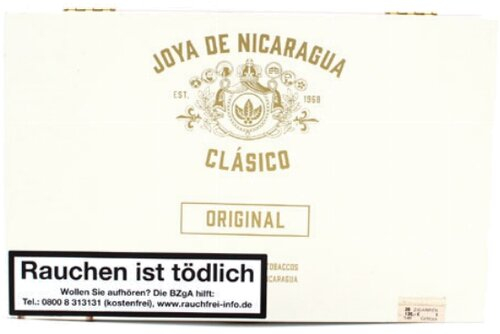 JOYA DE NICARAGUA
EST. 1968
CLÁSICO
ORIGINAL
TOBACCOS
NICARAGUA
Rauchen ist tödlich
Wollen Sie aufhören? Die BZgA hilft:
Tel.: 0800 8 313131 (kostenfrei), www.rauchfrei-info.de